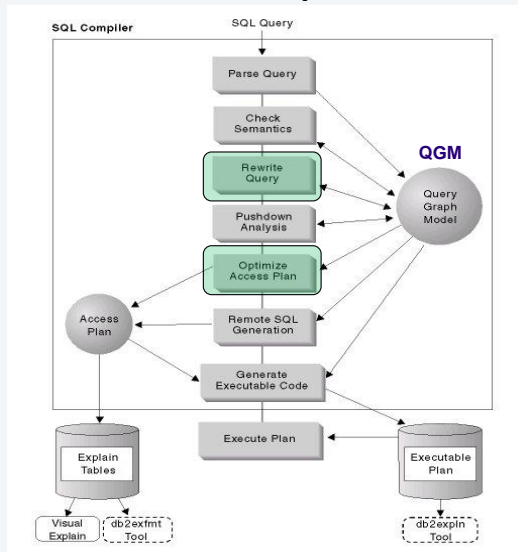 SQL Compiler
SQL Query
Parse Query
Check
Semantics
QGM
Rewrite
Query
Query
Graph
Model
Pushdown
Analysis
Optimize
Access Plan
Access
Plan
Remote SQL
Generation
Generate
Executable Code
Execute Plan
Explain
Tables
Executable
Plan
Visual
Explain
db2exfmt
Tool
db2expln
Tool